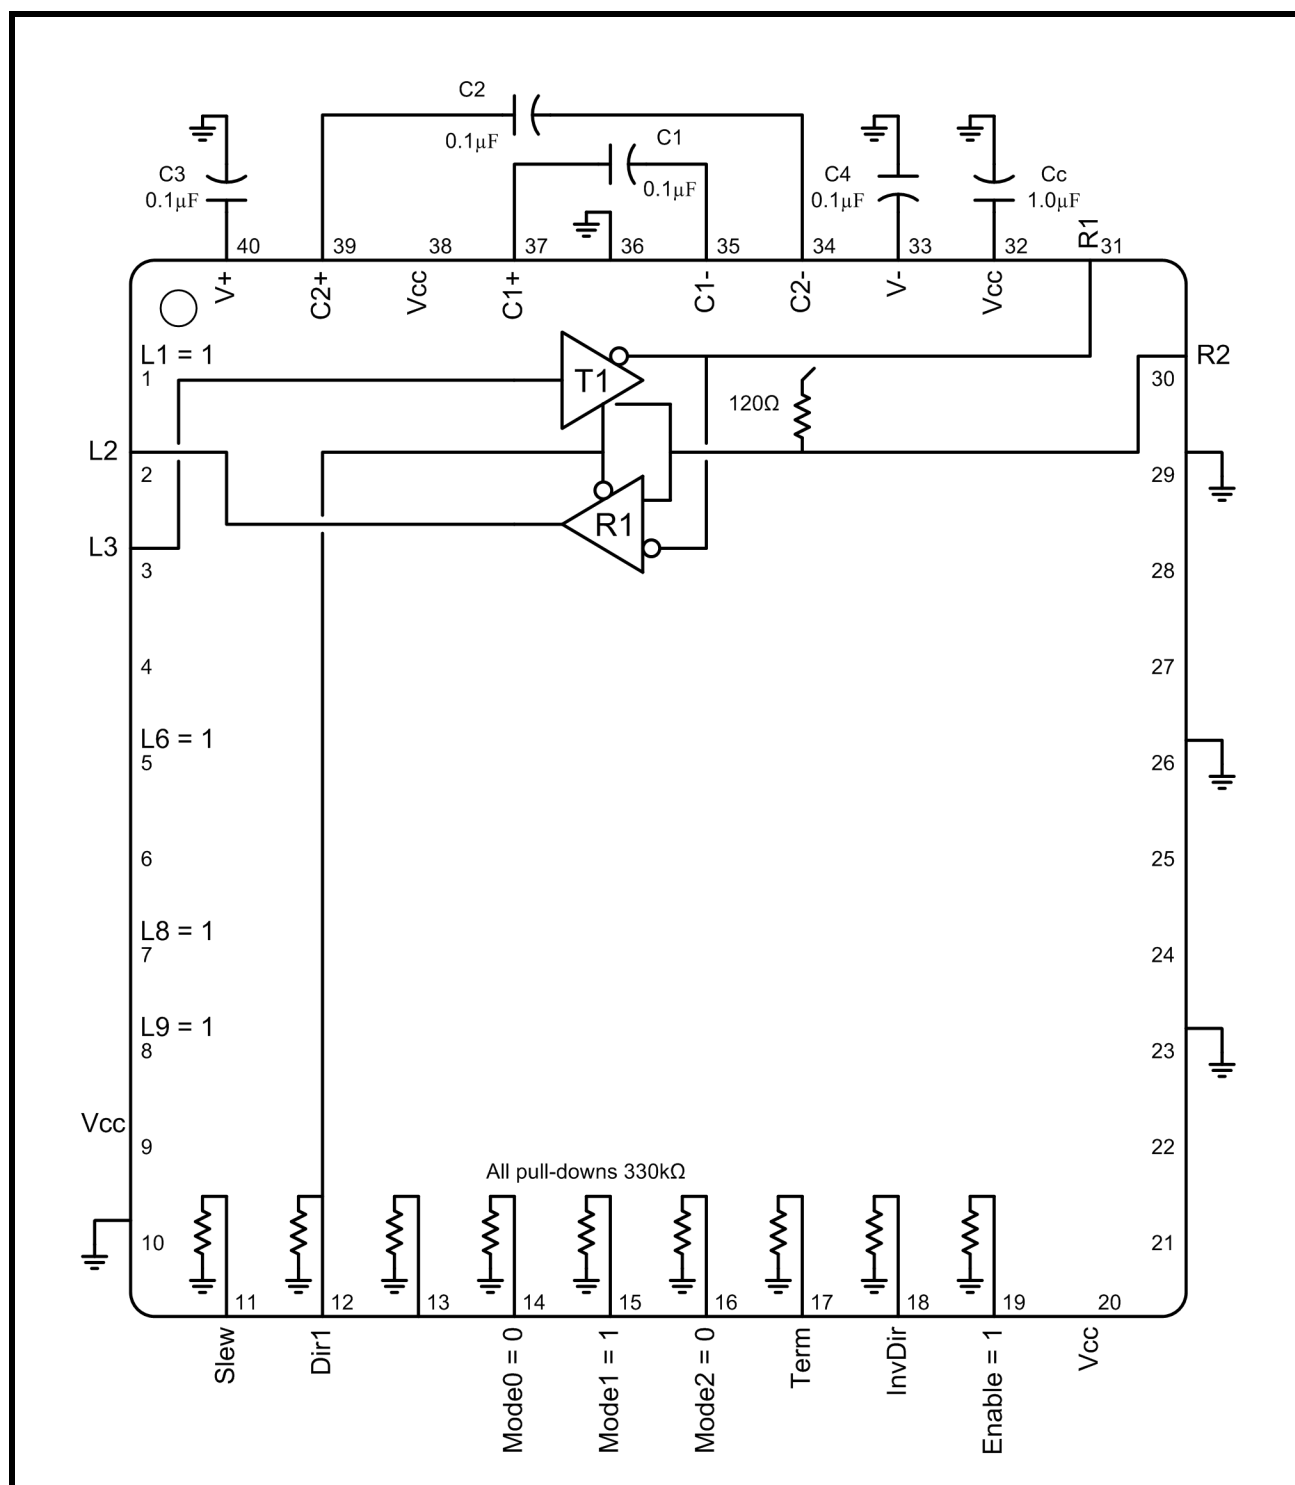 C2
0.1µF
C1
0.1µF
C3
0.1µF
C4
0.1µF
Cc
1.0µF
R1
40
39
38
37
36
35
34
33
32
31
V+
C2+
Vcc
C1+
C1-
C2-
V-
Vcc
L1 = 1
1
T1
R2
30
120Ω
L2
2
29
R1
L3
3
28
4
27
L6 = 1
5
26
6
25
L8 = 1
7
24
L9 = 1
8
23
Vcc
9
22
All pull-downs 330kΩ
10
21
11
12
13
14
15
16
17
18
19
20
Slew
Dir1
Mode0 = 0
Mode1 = 1
Mode2 = 0
Term
InvDir
Enable = 1
Vcc